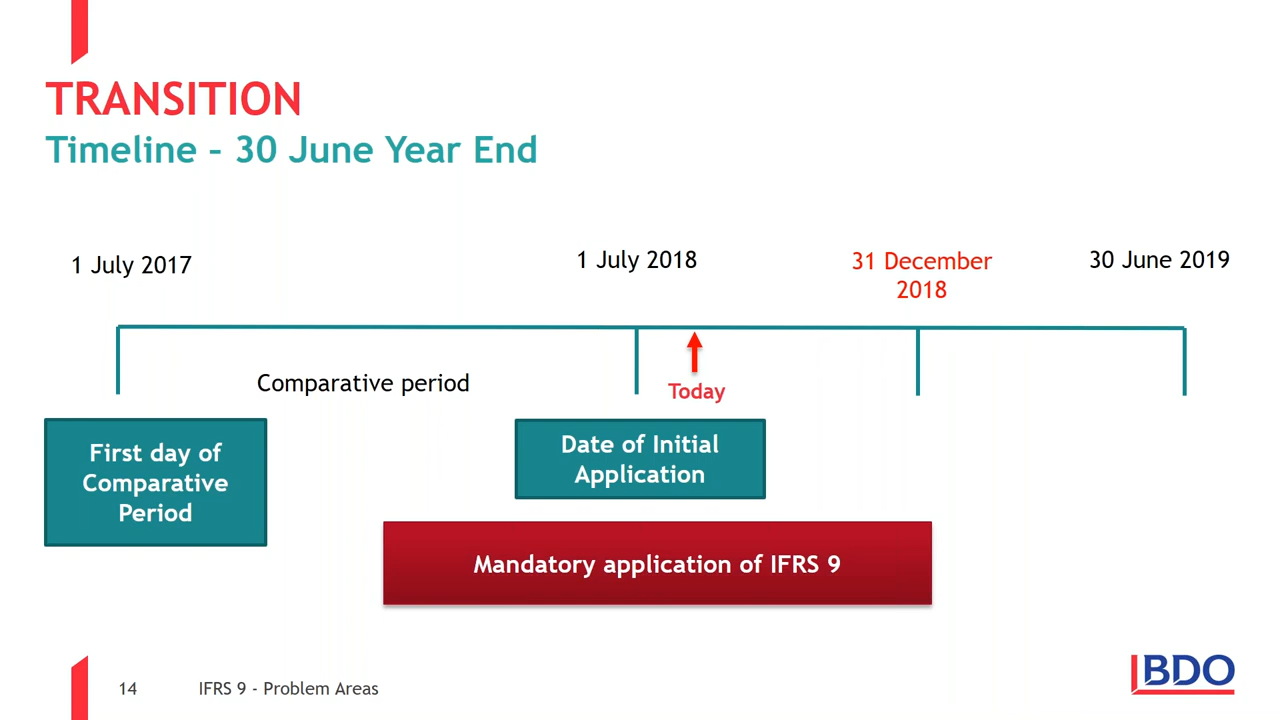 TRANSITION
Timeline – 30 June Year End
1 July 2017
1 July 2018
31 December
2018
30 June 2019
Comparative period
Today
First day of
Comparative
Period
Date of Initial
Application
Mandatory application of IFRS 9
14
IFRS 9 - Problem Areas
BDO